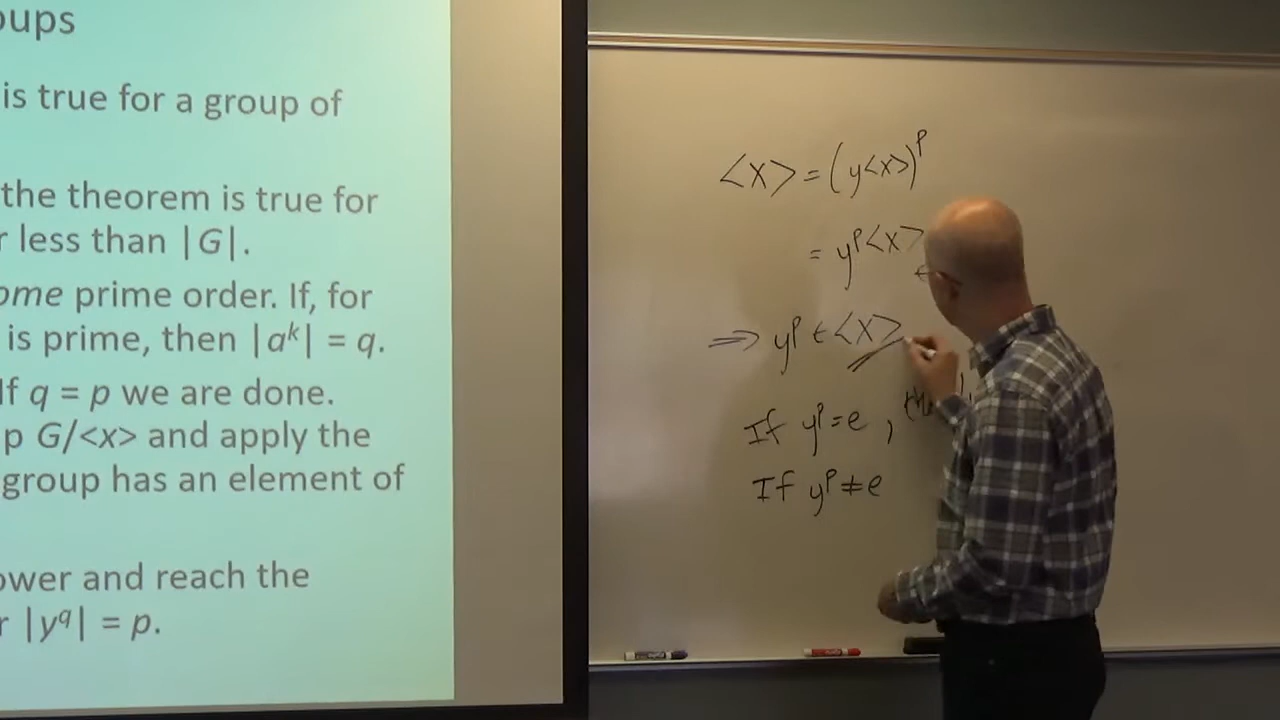 oups
is true for a group of
the theorem is true for
r less than |G|.
ome prime order. If, for
is prime, then |aᵏ| = q.
If q = p we are done.
p G/<x> and apply the
group has an element of
ower and reach the
r |y^q| = p.
<x> = (y<x>)^p
= y^p<x>
⇒ y^p ∈ <x>
If y^p = e ,
If y^p ≠ e